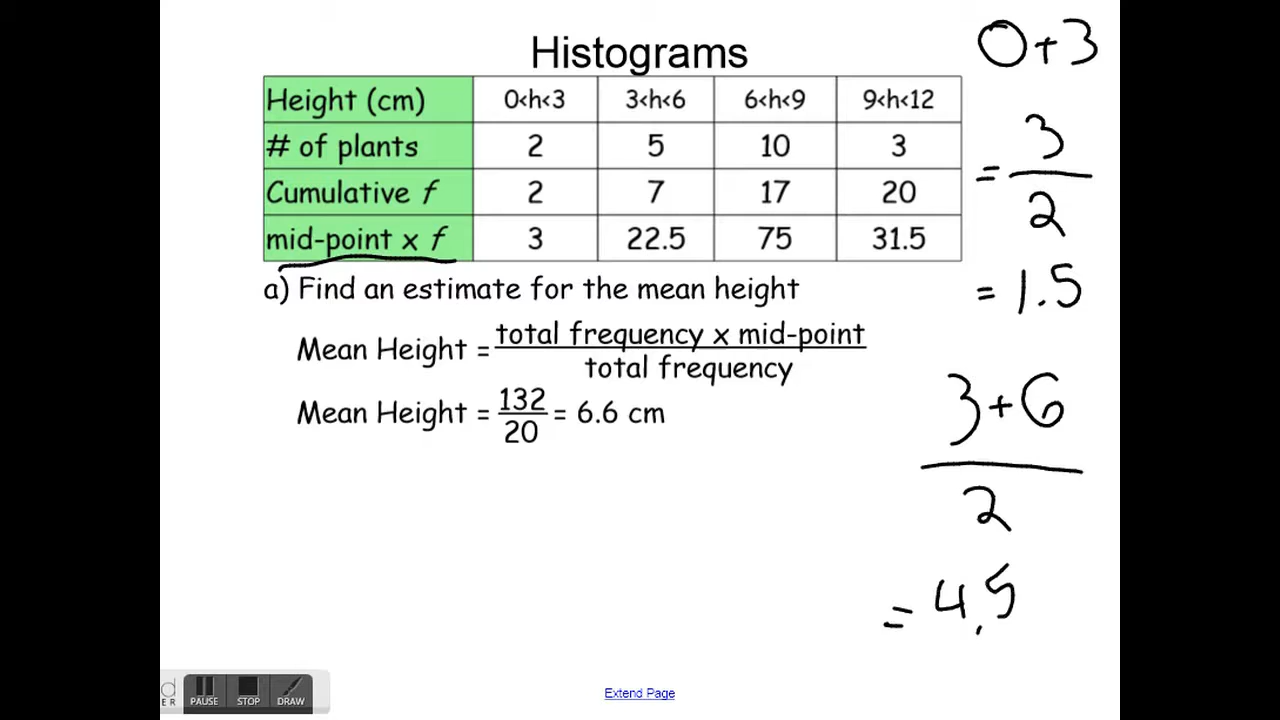 Histograms
Height (cm) 0<h<3 3<h<6 6<h<9 9<h<12
# of plants 2 5 10 3
Cumulative f 2 7 17 20
mid-point x f 3 22.5 75 31.5
a) Find an estimate for the mean height
Mean Height = total frequency x mid-point
total frequency
Mean Height = 132 = 6.6 cm
20
0+3
= 3
2
= 1.5
3+6
2
= 4.5
PAUSE STOP DRAW
Extend Page